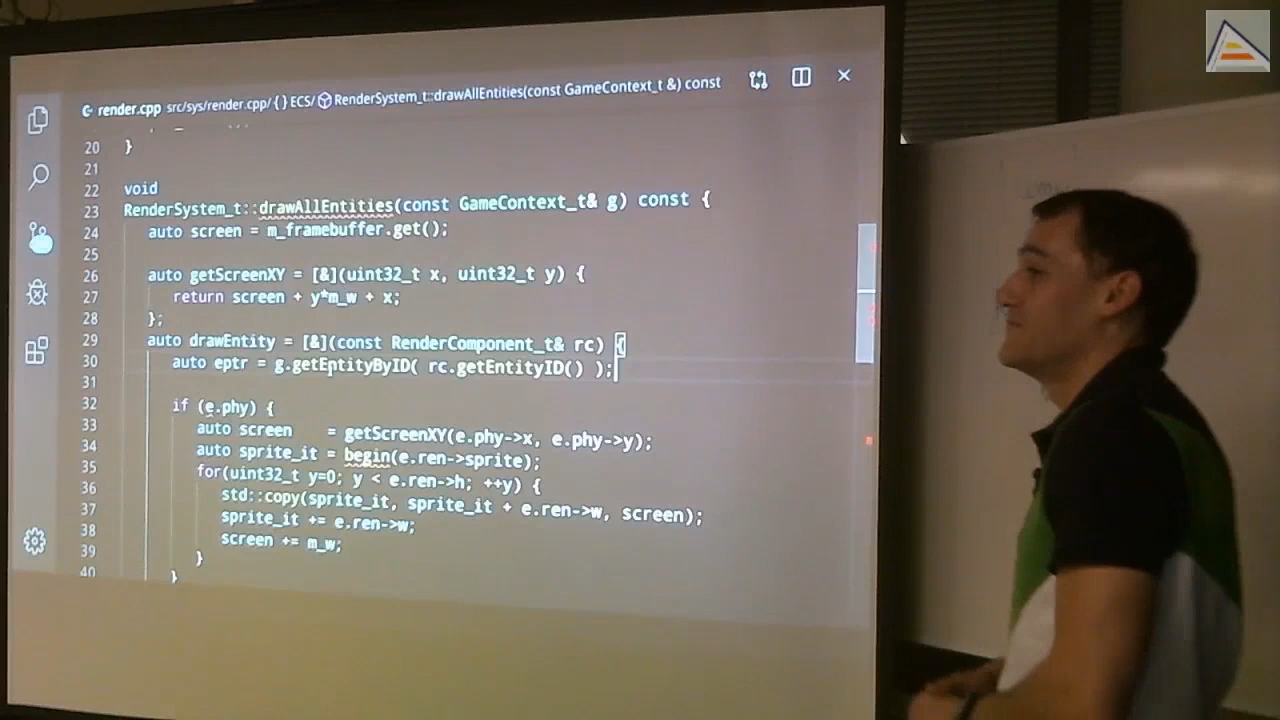 render.cpp src/sys/render.cpp/ { } ECS/ RenderSystem_t::drawAllEntities(const GameContext_t &) const
20 }
21
22 void
23 RenderSystem_t::drawAllEntities(const GameContext_t& g) const {
24 auto screen = m_framebuffer.get();
25
26 auto getScreenXY = [&](uint32_t x, uint32_t y) {
27 return screen + y*m_w + x;
28 };
29 auto drawEntity = [&](const RenderComponent_t& rc) {
30 auto eptr = g.getEntityByID( rc.getEntityID() );
31
32 if (e.phy) {
33 auto screen = getScreenXY(e.phy->x, e.phy->y);
34 auto sprite_it = begin(e.ren->sprite);
35 for(uint32_t y=0; y < e.ren->h; ++y) {
36 std::copy(sprite_it, sprite_it + e.ren->w, screen);
37 sprite_it += e.ren->w;
38 screen += m_w;
39 }
40 }